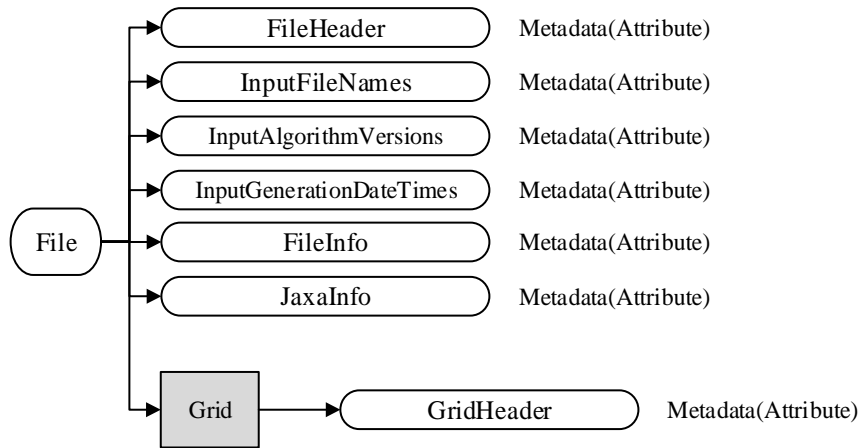 FileHeader Metadata(Attribute)
InputFileNames Metadata(Attribute)
InputAlgorithmVersions Metadata(Attribute)
InputGenerationDateTimes Metadata(Attribute)
File FileInfo Metadata(Attribute)
JaxaInfo Metadata(Attribute)
Grid GridHeader Metadata(Attribute)